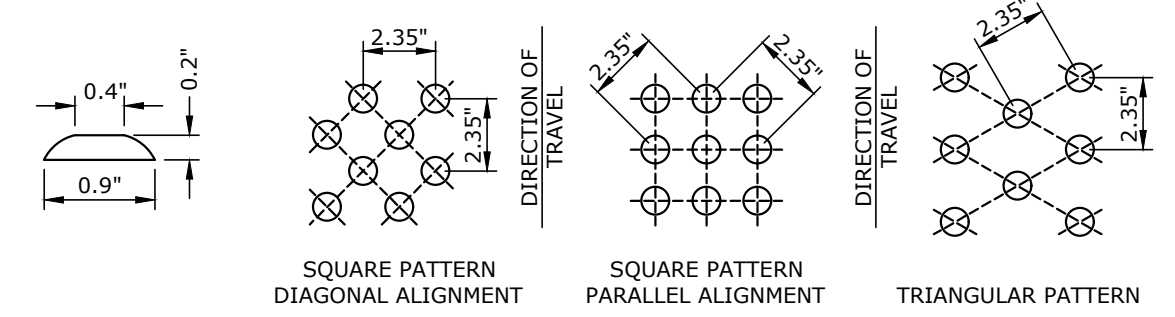 0.4"
0.2"
0.9"
2.35"
2.35"
SQUARE PATTERN
DIAGONAL ALIGNMENT
DIRECTION OF
TRAVEL
2.35"
2.35"
SQUARE PATTERN
PARALLEL ALIGNMENT
DIRECTION OF
TRAVEL
2.35"
2.35"
TRIANGULAR PATTERN